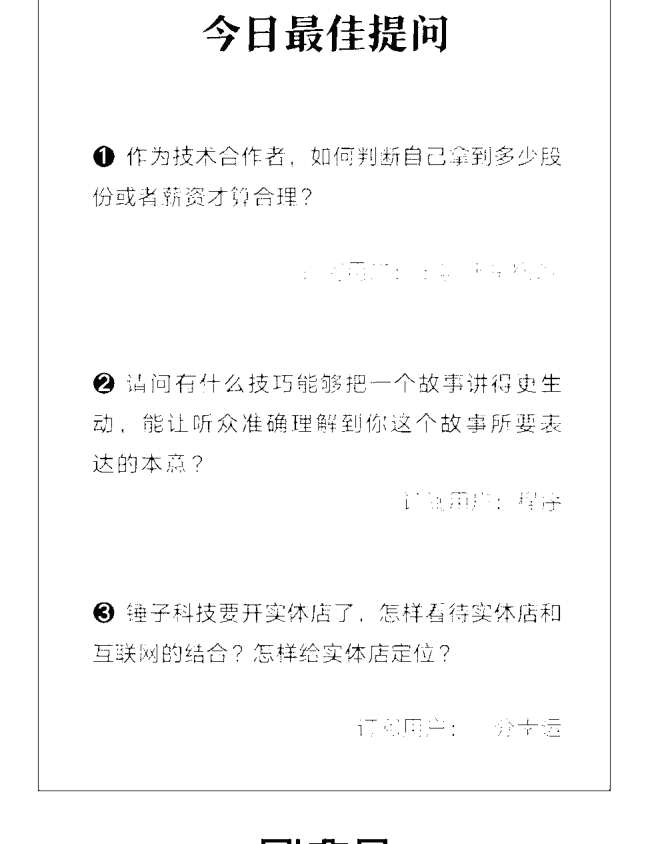 今日最佳提问
❶ 作为技术合作者，如何判断自己拿到多少股
份或者薪资才算合理？
❷ 请问有什么技巧能够把一个故事讲得更生
动，能让听众准确理解到你这个故事所要表
达的本意？
订阅用户：程序
❸ 锤子科技要开实体店了，怎样看待实体店和
互联网的结合？怎样给实体店定位？
订阅用户：